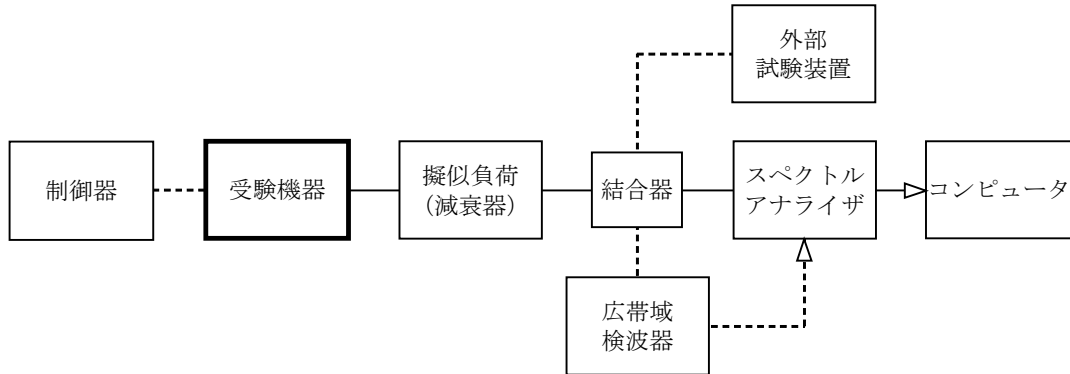 外部
試験装置
制御器
受験機器
擬似負荷
（減衰器）
結合器
スペクトル
アナライザ
コンピュータ
広帯域
検波器